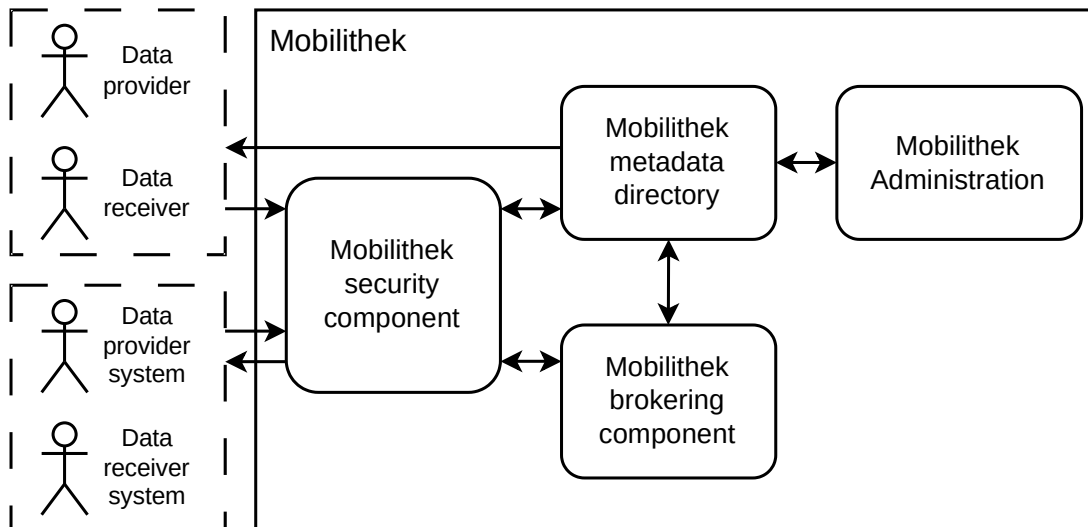 Mobilithek
Data
provider
Data
receiver
Data
provider
system
Data
receiver
system
Mobilithek
security
component
Mobilithek
metadata
directory
Mobilithek
brokering
component
Mobilithek
Administration